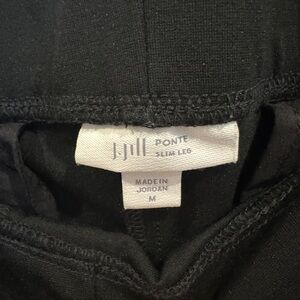 J.Jill PONTE
SLIM LEG
MADE IN
JORDAN
M